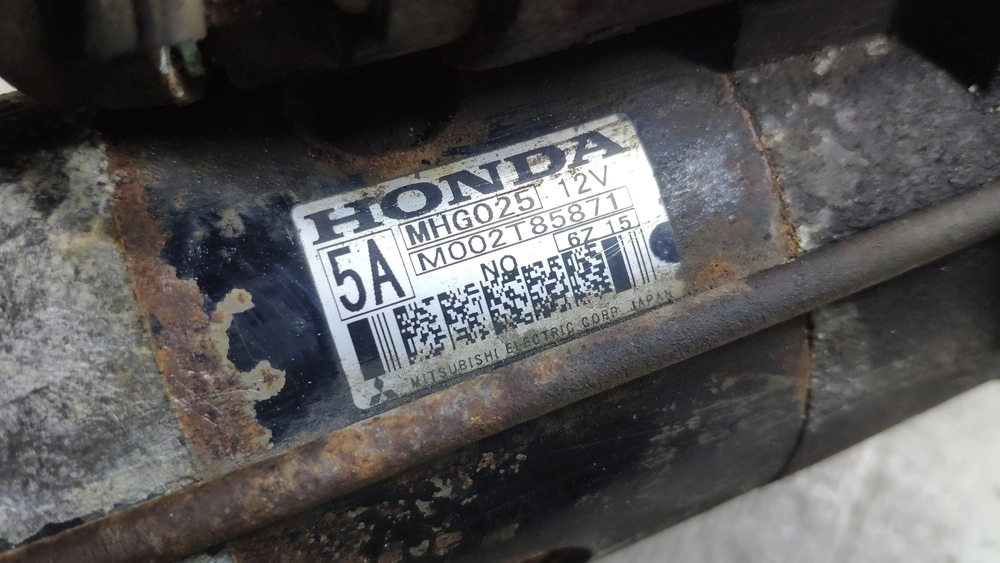 HONDA
5A
MHG025 12V
M002T85871
NO 6Z 15
MITSUBISHI ELECTRIC CORP. JAPAN